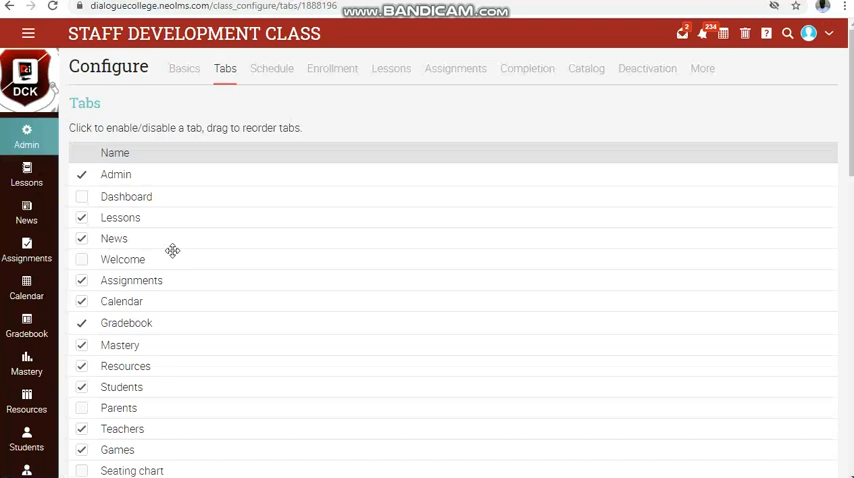 dialoguecollege.neolms.com/class_configure/tabs/1888196
www.BANDICAM.com
STAFF DEVELOPMENT CLASS
2
234
?
DCK
Configure
Basics
Tabs
Schedule
Enrollment
Lessons
Assignments
Completion
Catalog
Deactivation
More
Tabs
Click to enable/disable a tab, drag to reorder tabs.
Name
Admin
Dashboard
Lessons
News
Welcome
Assignments
Calendar
Gradebook
Mastery
Resources
Students
Parents
Teachers
Games
Seating chart
Admin
Lessons
News
Assignments
Calendar
Gradebook
Mastery
Resources
Students